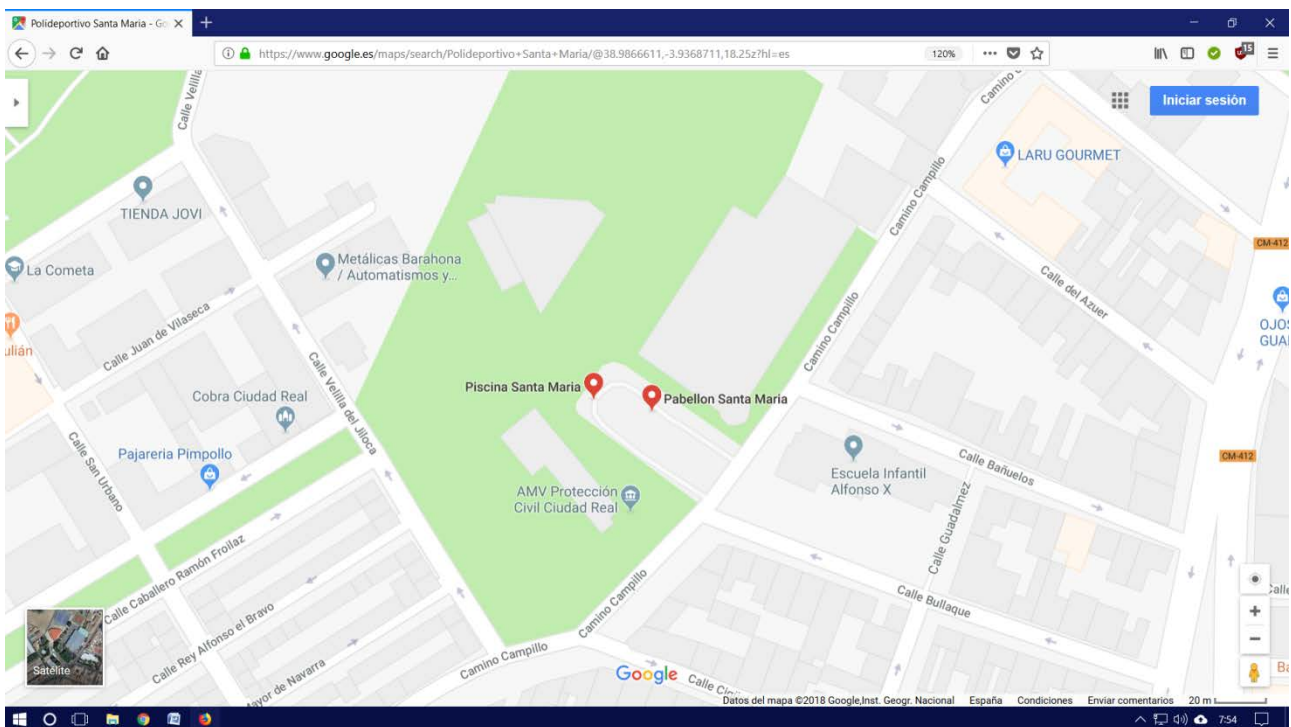 Polideportivo Santa Maria - Go
https://www.google.es/maps/search/Polideportivo+Santa+Maria/@38.9866611,-3.9368711,18.25z?hl=es
120%
15
Iniciar sesión
Calle Velilla
Camino
LARU GOURMET
Camino Campillo
TIENDA JOVI
CM-412
La Cometa
Metálicas Barahona
/ Automatismos y...
Calle del Azuer
Calle Juan de Vilaseca
Camino Campillo
ulián
Calle Velilla del Jiloca
Piscina Santa Maria
Pabellon Santa Maria
Cobra Ciudad Real
Pajareria Pimpollo
Calle San Urbano
Escuela Infantil
Alfonso X
Calle Bañuelos
CM-412
AMV Protección
Civil Ciudad Real
Calle Guadalmez
Calle Caballero Ramón Froilaz
Calle Bullaque
Camino Campillo
Calle Rey Alfonso el Bravo
Satélite
Camino Campillo
Mayor de Navarra
Google
Calle
Datos del mapa ©2018 Google,Inst. Geogr. Nacional
España
Condiciones
Enviar comentarios
20 m
7:54